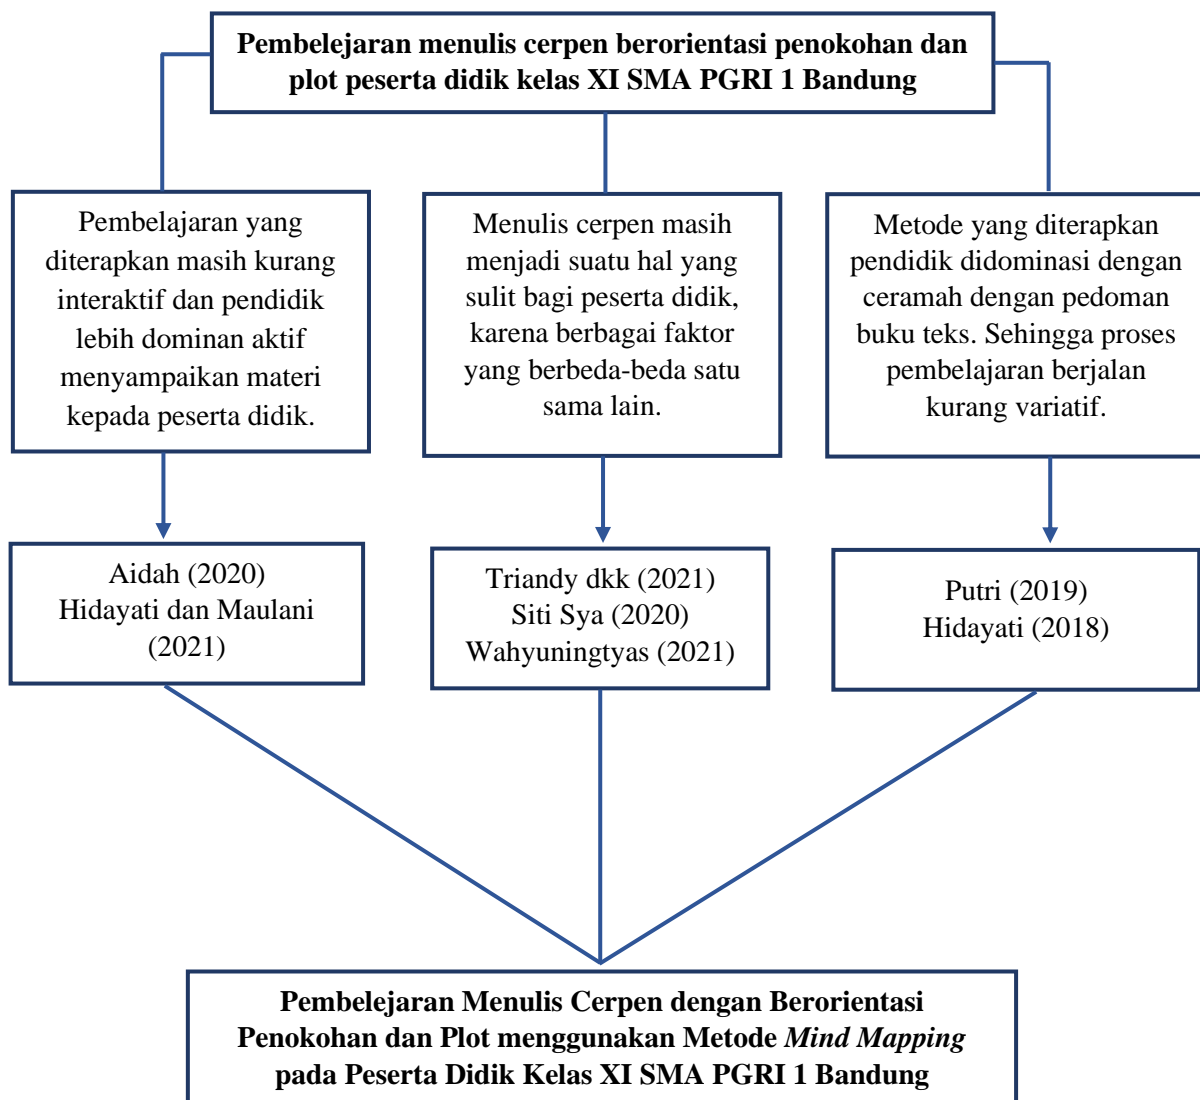 Pembelejaran menulis cerpen berorientasi penokohan dan
plot peserta didik kelas XI SMA PGRI 1 Bandung
Pembelajaran yang
diterapkan masih kurang
interaktif dan pendidik
lebih dominan aktif
menyampaikan materi
kepada peserta didik.
Menulis cerpen masih
menjadi suatu hal yang
sulit bagi peserta didik,
karena berbagai faktor
yang berbeda-beda satu
sama lain.
Metode yang diterapkan
pendidik didominasi dengan
ceramah dengan pedoman
buku teks. Sehingga proses
pembelajaran berjalan
kurang variatif.
Aidah (2020)
Hidayati dan Maulani
(2021)
Triandy dkk (2021)
Siti Sya (2020)
Wahyuningtyas (2021)
Putri (2019)
Hidayati (2018)
Pembelejaran Menulis Cerpen dengan Berorientasi
Penokohan dan Plot menggunakan Metode Mind Mapping
pada Peserta Didik Kelas XI SMA PGRI 1 Bandung